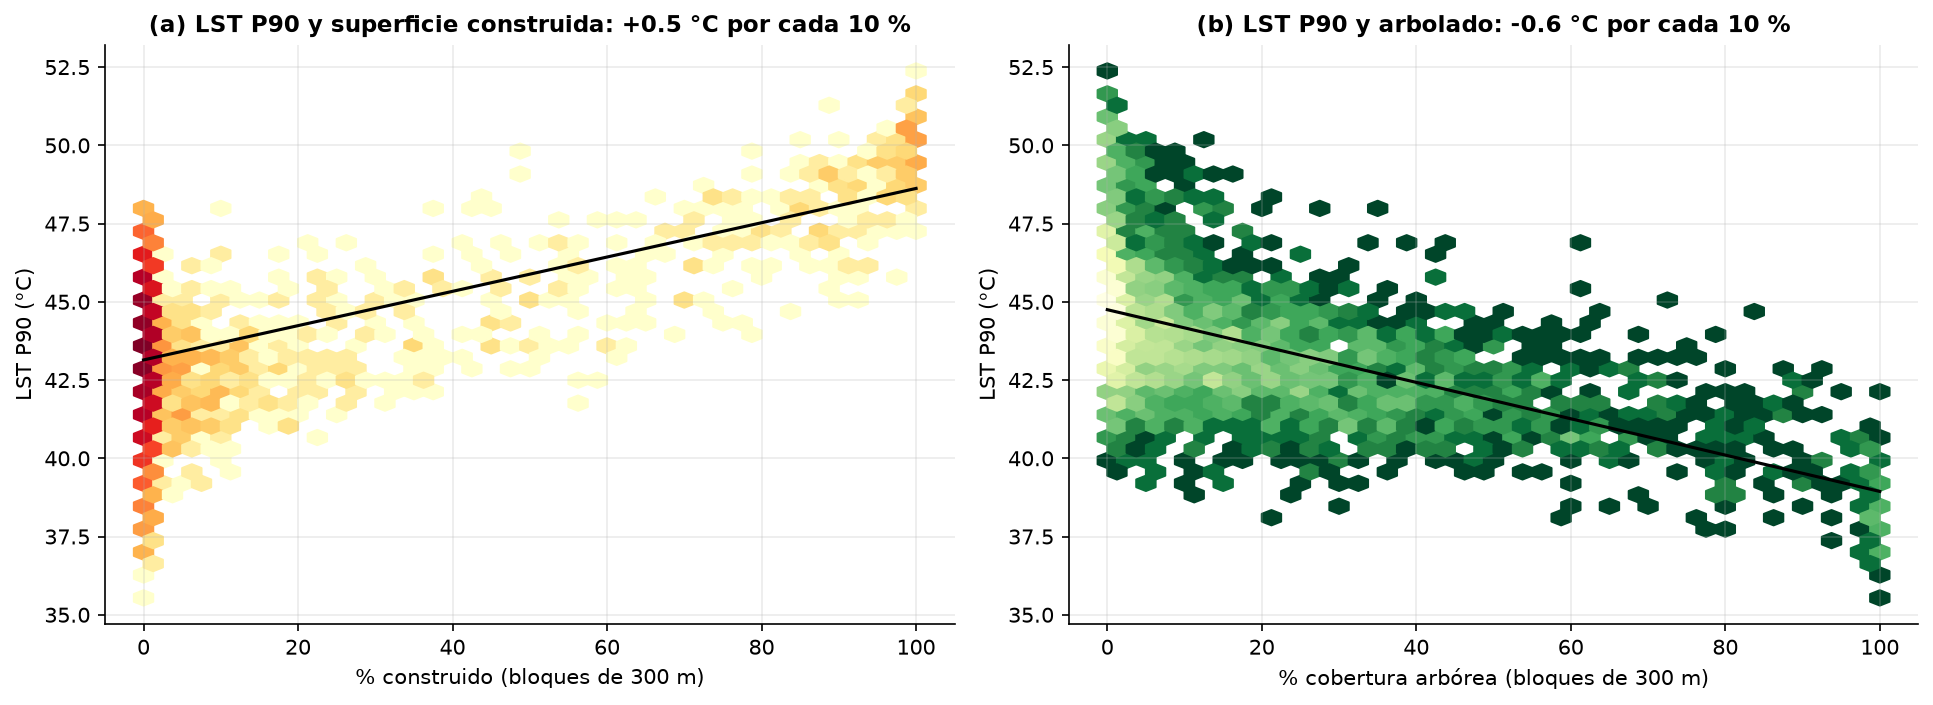 (a) LST P90 y superficie construida: +0.5 °C por cada 10 %
52.5
50.0
47.5
45.0
42.5
40.0
37.5
35.0
LST P90 (°C)
0 20 40 60 80 100
% construido (bloques de 300 m)
(b) LST P90 y arbolado: -0.6 °C por cada 10 %
52.5
50.0
47.5
45.0
42.5
40.0
37.5
35.0
LST P90 (°C)
0 20 40 60 80 100
% cobertura arbórea (bloques de 300 m)